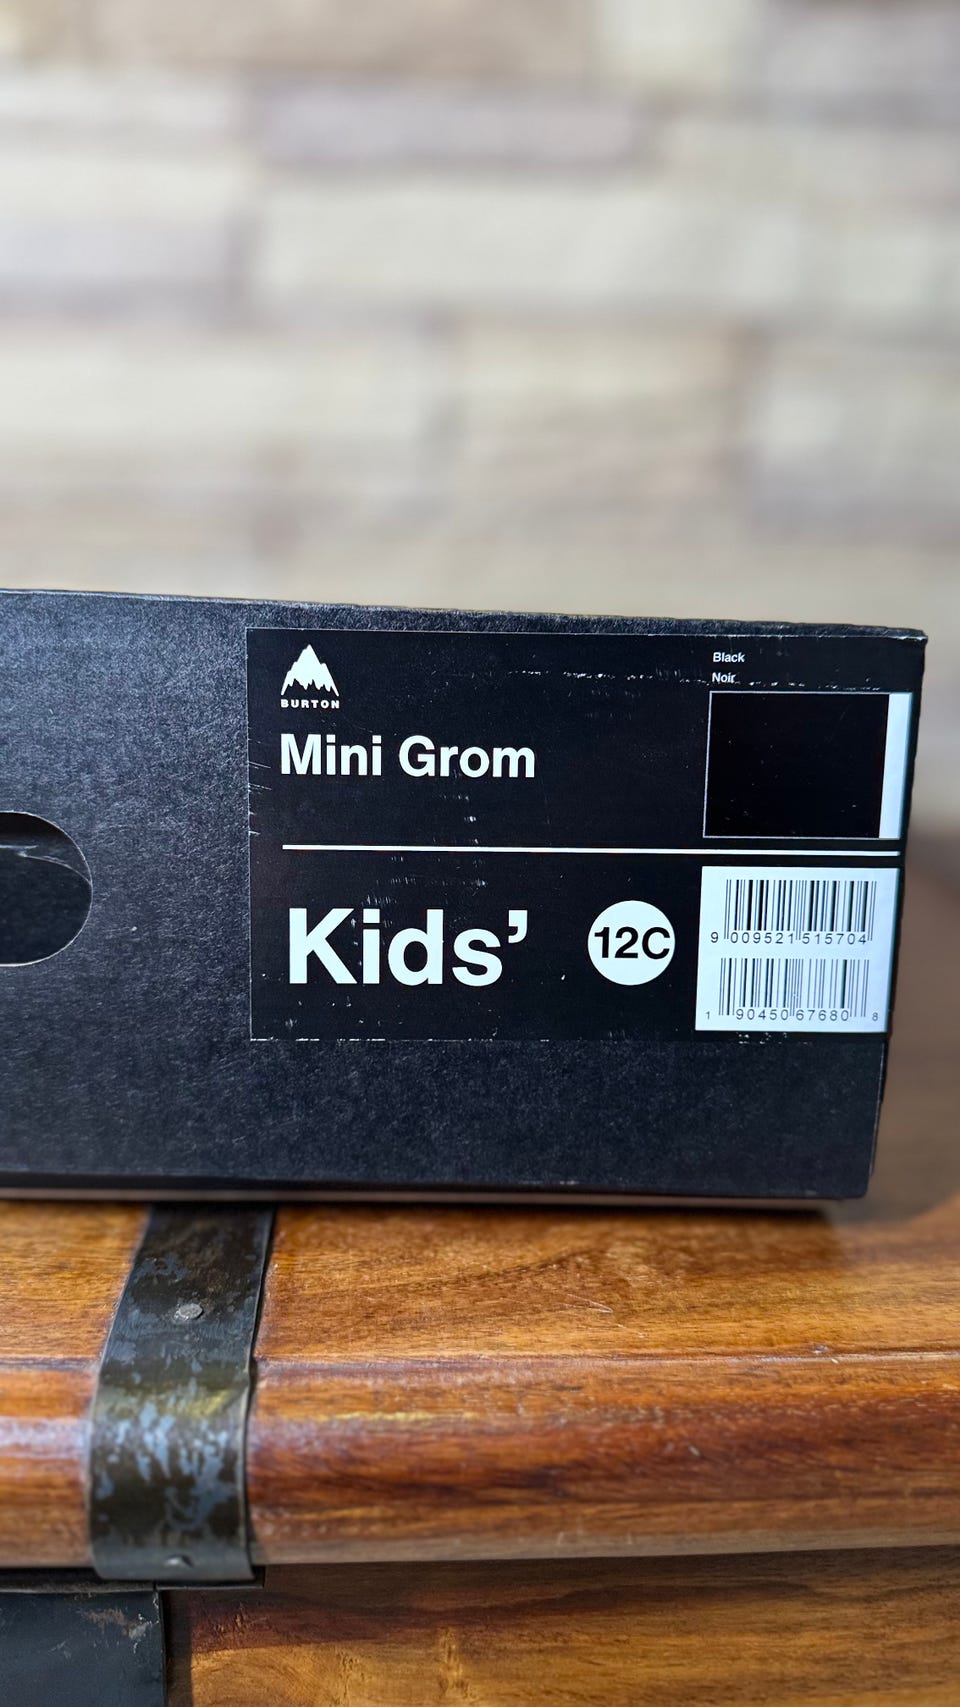 BURTON
Mini Grom
Black
Noir
Kids’
12C
9 009521 515704
1 90450 67680 8